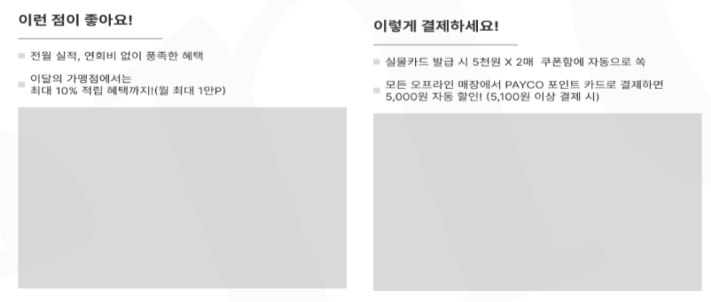 이런 점이 좋아요!
전월 실적, 연회비 없이 풍족한 혜택
이달의 가맹점에서는
최대 10% 적립 혜택까지!(월 최대 1만P)
이렇게 결제하세요!
실물카드 발급 시 5천원 X 2매 쿠폰함에 자동으로 쏙
모든 오프라인 매장에서 PAYCO 포인트 카드로 결제하면
5,000원 자동 할인! (5,100원 이상 결제 시)